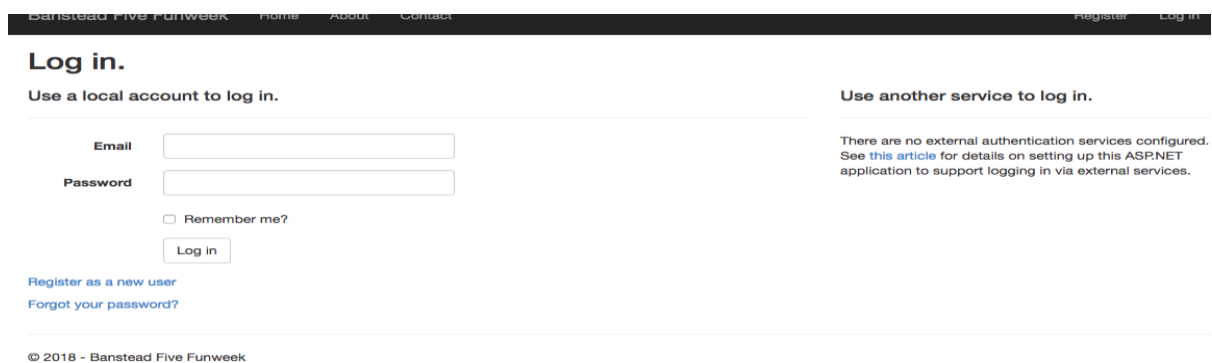 Banstead Five Funweek Home About Contact Register Log in
Log in.
Use a local account to log in.
Email
Password
Remember me?
Log in
Register as a new user
Forgot your password?
Use another service to log in.
There are no external authentication services configured.
See this article for details on setting up this ASP.NET
application to support logging in via external services.
© 2018 - Banstead Five Funweek